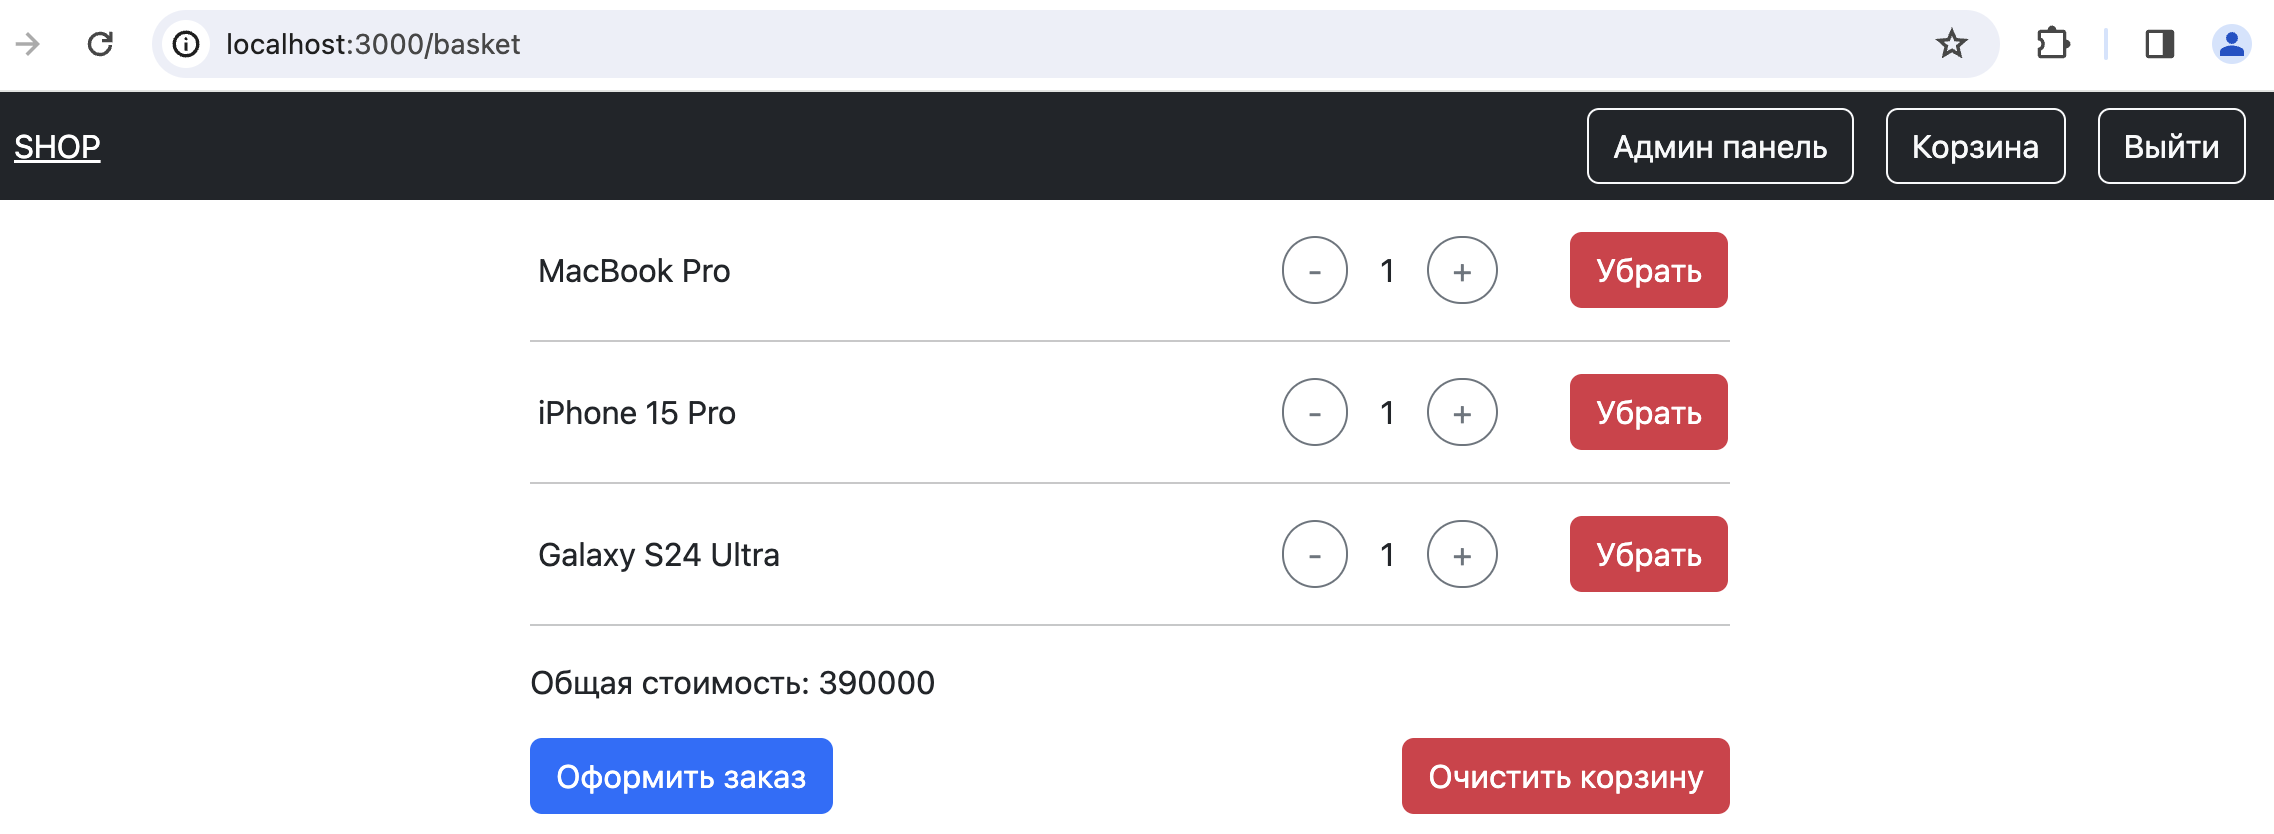 localhost:3000/basket
SHOP Админ панель Корзина Выйти
MacBook Pro - 1 + Убрать
iPhone 15 Pro - 1 + Убрать
Galaxy S24 Ultra - 1 + Убрать
Общая стоимость: 390000
Оформить заказ Очистить корзину